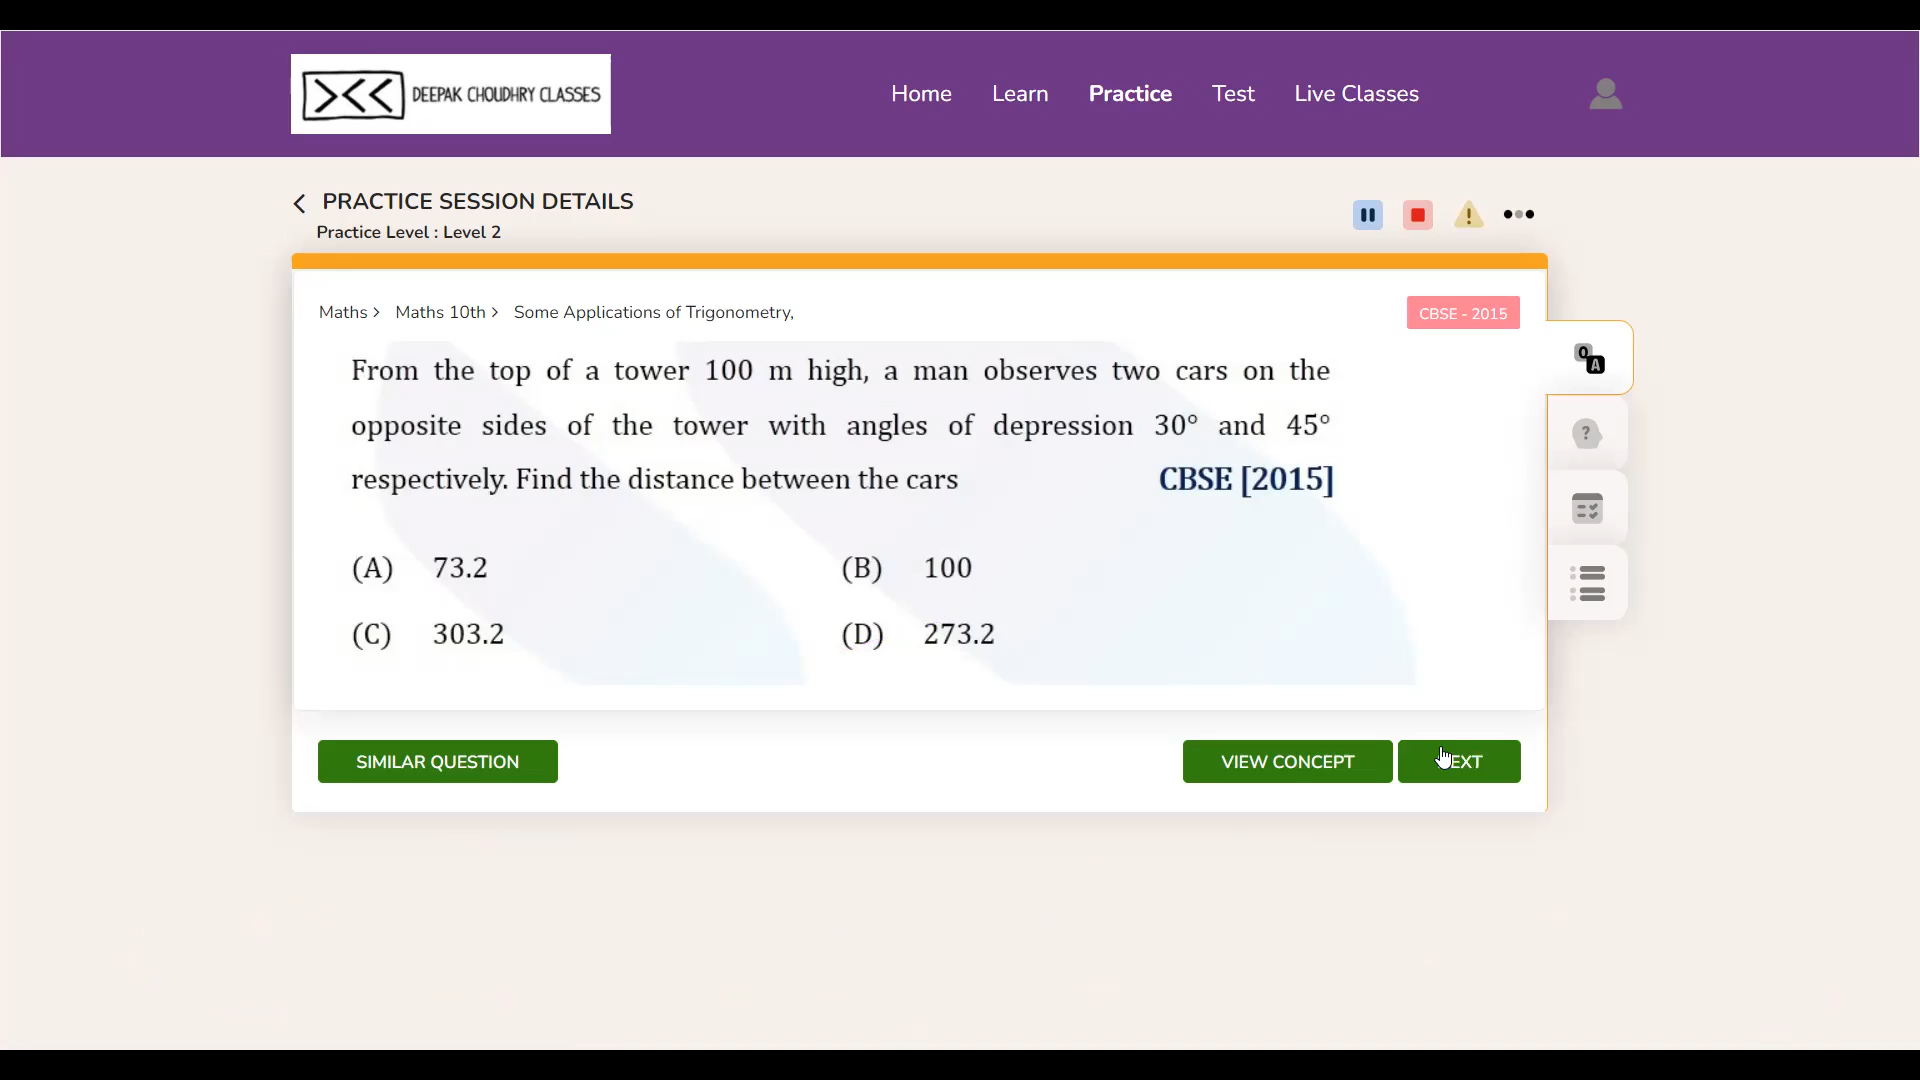 DEEPAK CHOUDHRY CLASSES
Home Learn Practice Test Live Classes
PRACTICE SESSION DETAILS
Practice Level : Level 2
Maths > Maths 10th > Some Applications of Trigonometry,
CBSE - 2015
From the top of a tower 100 m high, a man observes two cars on the
opposite sides of the tower with angles of depression 30° and 45°
respectively. Find the distance between the cars CBSE [2015]
(A) 73.2 (B) 100
(C) 303.2 (D) 273.2
SIMILAR QUESTION VIEW CONCEPT